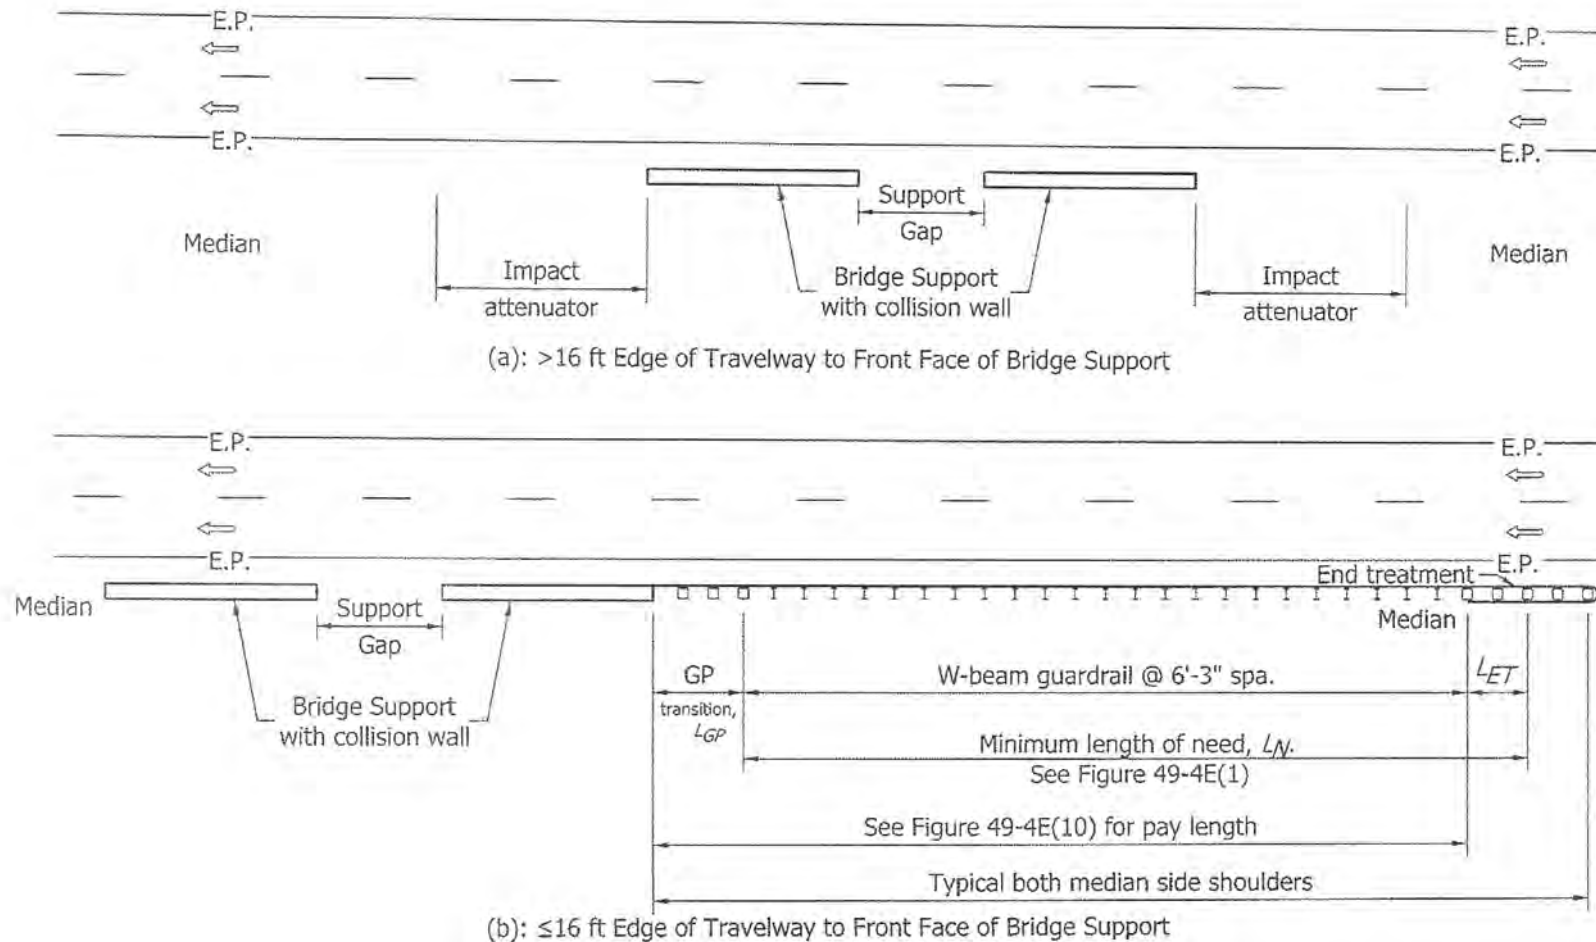 E.P.
E.P.
E.P.
E.P.
Median
Support
Gap
Median
Impact
attenuator
Bridge Support
with collision wall
Impact
attenuator
(a): >16 ft Edge of Travelway to Front Face of Bridge Support
E.P.
E.P.
E.P.
E.P.
End treatment
Median
Support
Gap
Median
Bridge Support
with collision wall
GP
transition,
LGP
W-beam guardrail @ 6'-3" spa.
LET
Minimum length of need, LN.
See Figure 49-4E(1)
See Figure 49-4E(10) for pay length
Typical both median side shoulders
(b): ≤16 ft Edge of Travelway to Front Face of Bridge Support